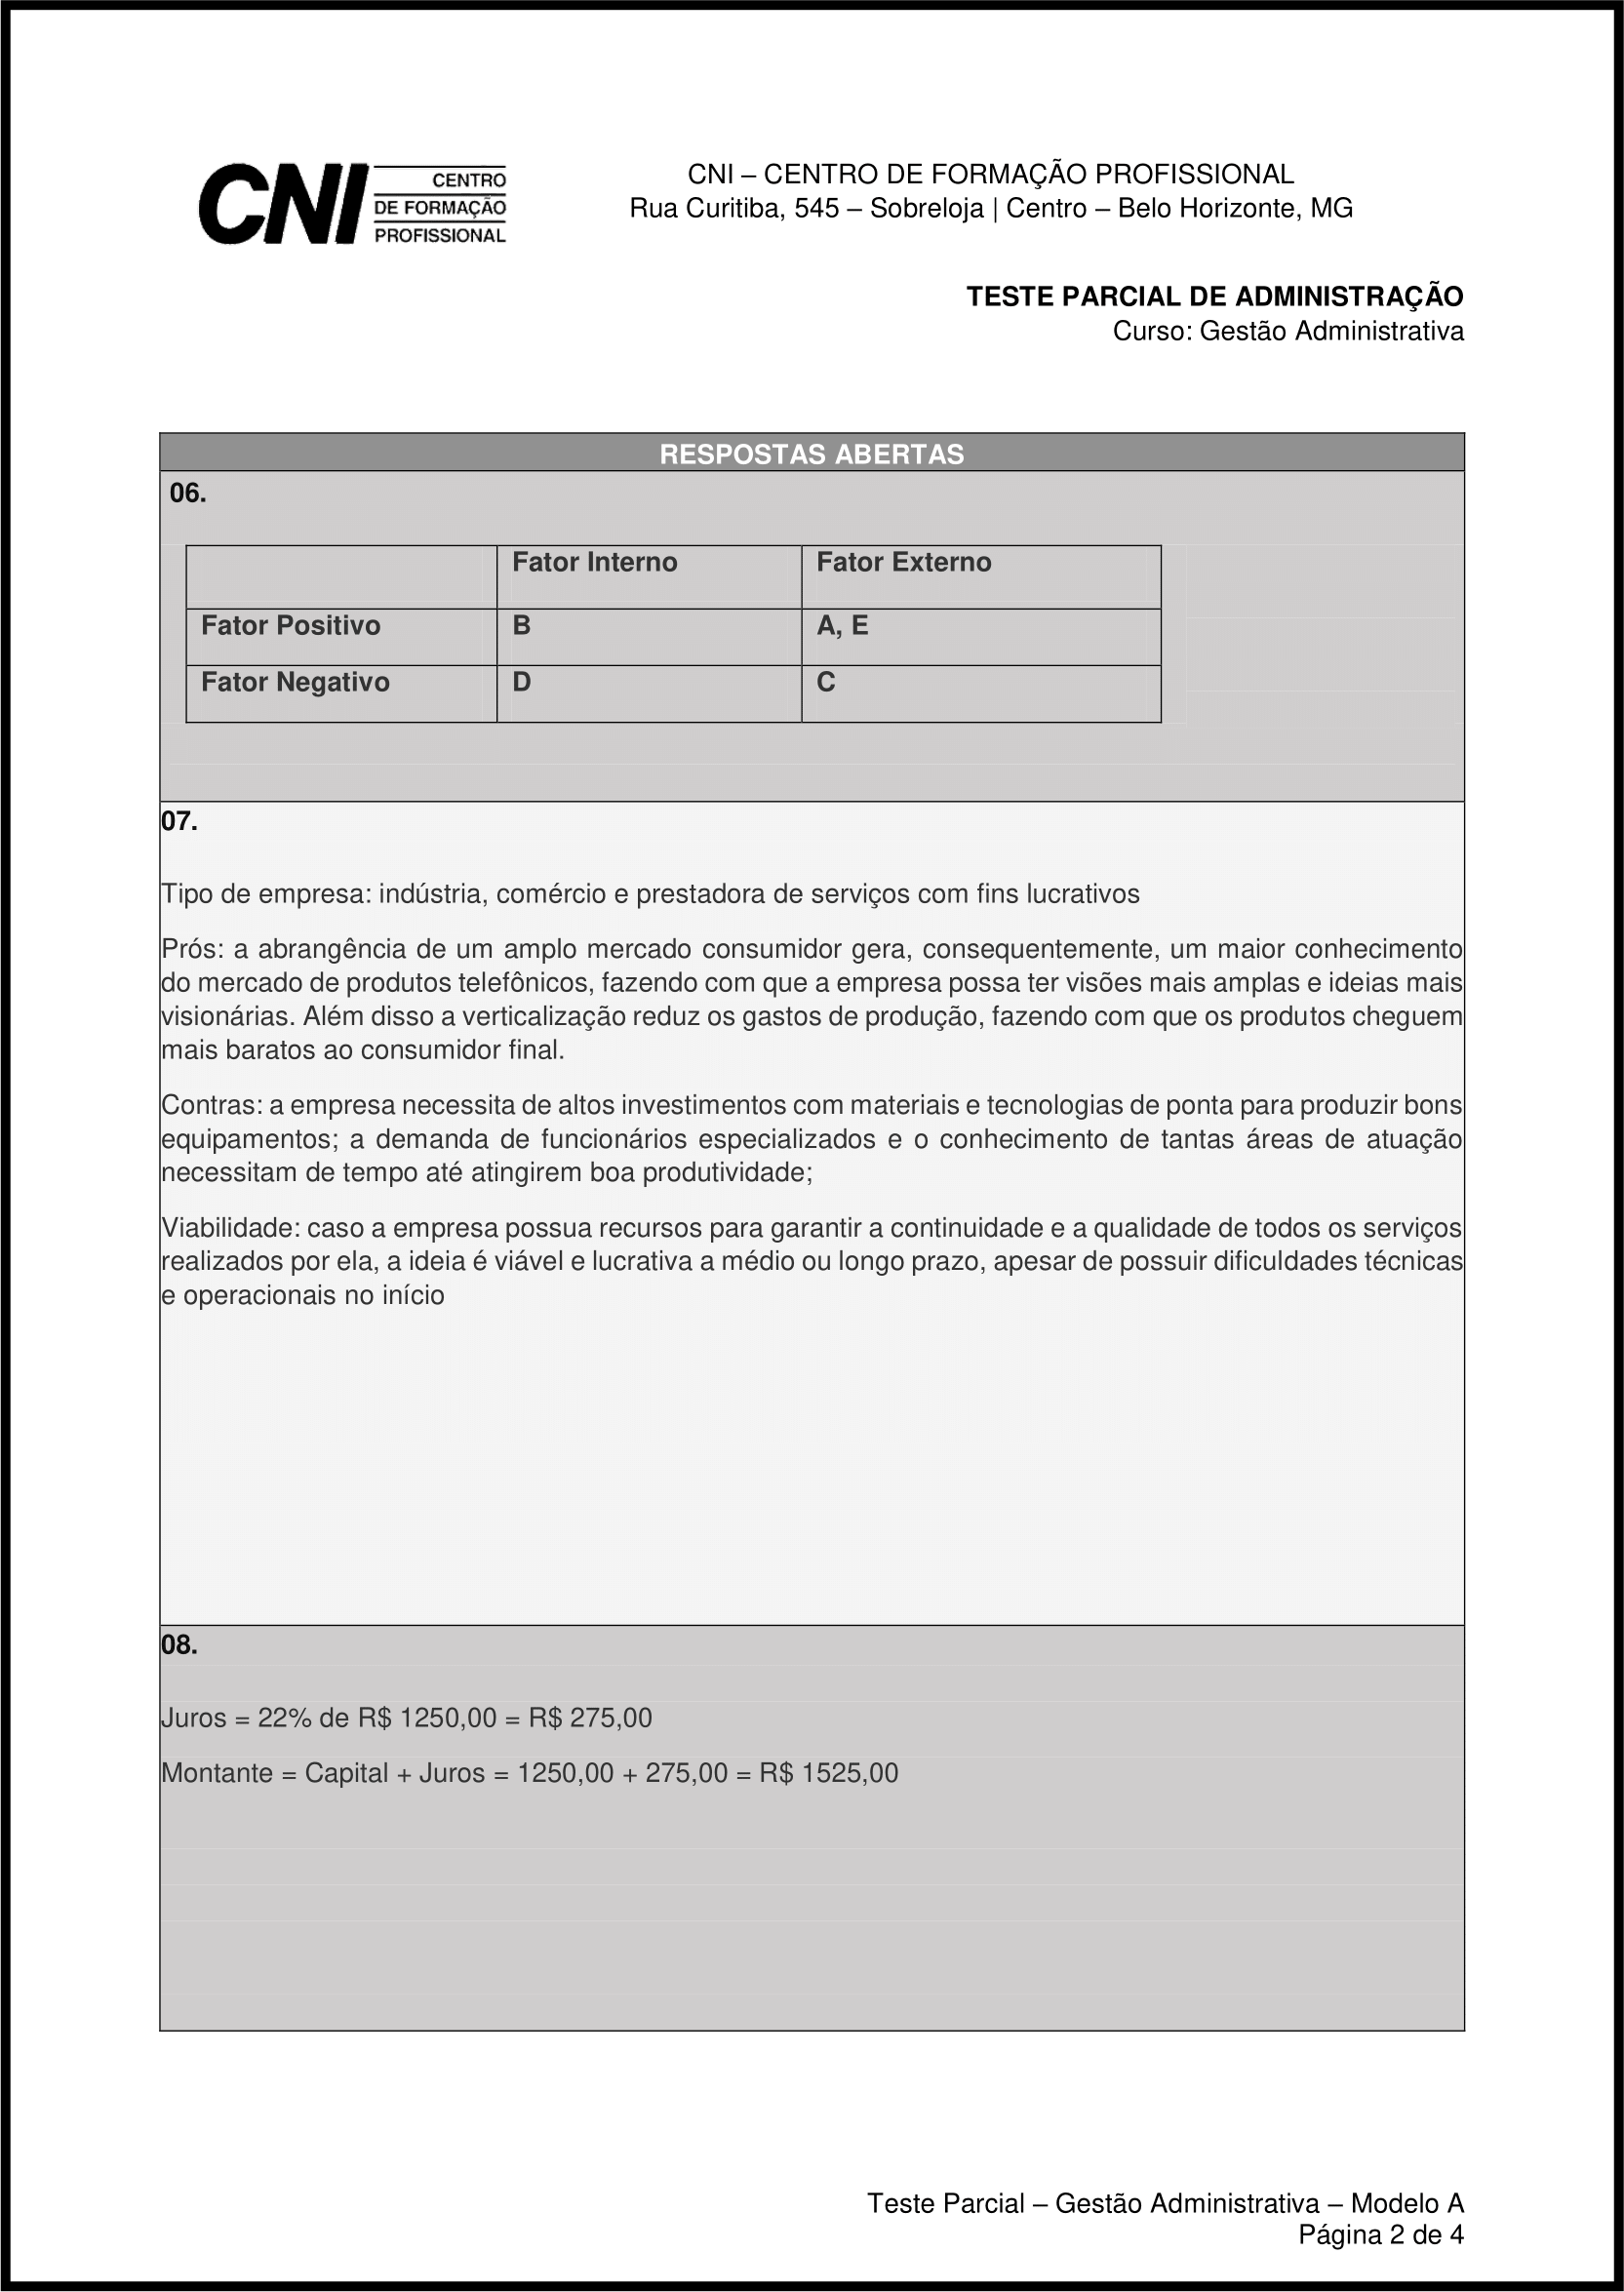 CNI CENTRO
DE FORMAÇÃO
PROFISSIONAL
CNI – CENTRO DE FORMAÇÃO PROFISSIONAL
Rua Curitiba, 545 – Sobreloja | Centro – Belo Horizonte, MG
TESTE PARCIAL DE ADMINISTRAÇÃO
Curso: Gestão Administrativa
RESPOSTAS ABERTAS
06.
Fator Interno Fator Externo
Fator Positivo B A, E
Fator Negativo D C
07.
Tipo de empresa: indústria, comércio e prestadora de serviços com fins lucrativos
Prós: a abrangência de um amplo mercado consumidor gera, consequentemente, um maior conhecimento
do mercado de produtos telefônicos, fazendo com que a empresa possa ter visões mais amplas e ideias mais
visionárias. Além disso a verticalização reduz os gastos de produção, fazendo com que os produtos cheguem
mais baratos ao consumidor final.
Contras: a empresa necessita de altos investimentos com materiais e tecnologias de ponta para produzir bons
equipamentos; a demanda de funcionários especializados e o conhecimento de tantas áreas de atuação
necessitam de tempo até atingirem boa produtividade;
Viabilidade: caso a empresa possua recursos para garantir a continuidade e a qualidade de todos os serviços
realizados por ela, a ideia é viável e lucrativa a médio ou longo prazo, apesar de possuir dificuldades técnicas
e operacionais no início
08.
Juros = 22% de R$ 1250,00 = R$ 275,00
Montante = Capital + Juros = 1250,00 + 275,00 = R$ 1525,00
Teste Parcial – Gestão Administrativa – Modelo A
Página 2 de 4